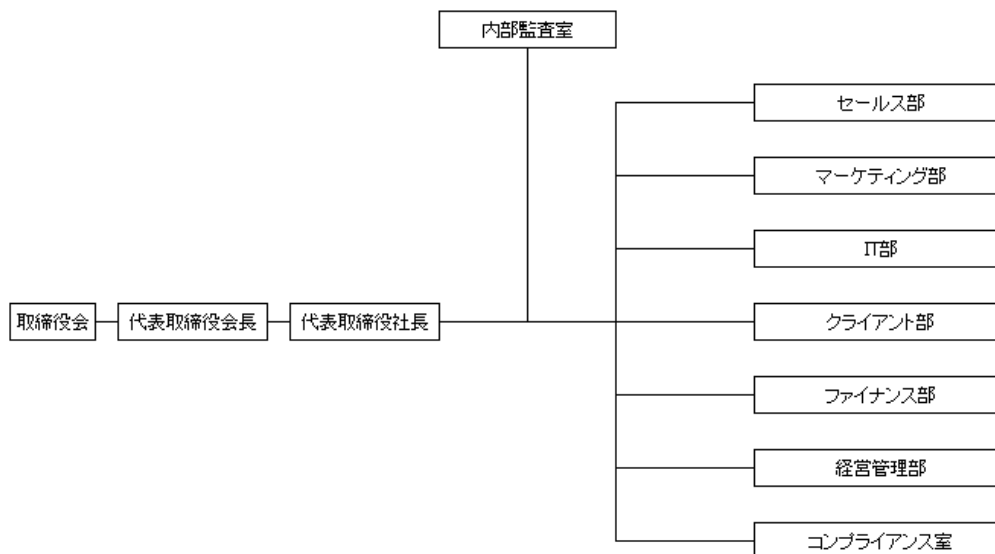 内部監査室
セールス部
マーケティング部
IT部
取締役会
代表取締役会長
代表取締役社長
クライアント部
ファイナンス部
経営管理部
コンプライアンス室